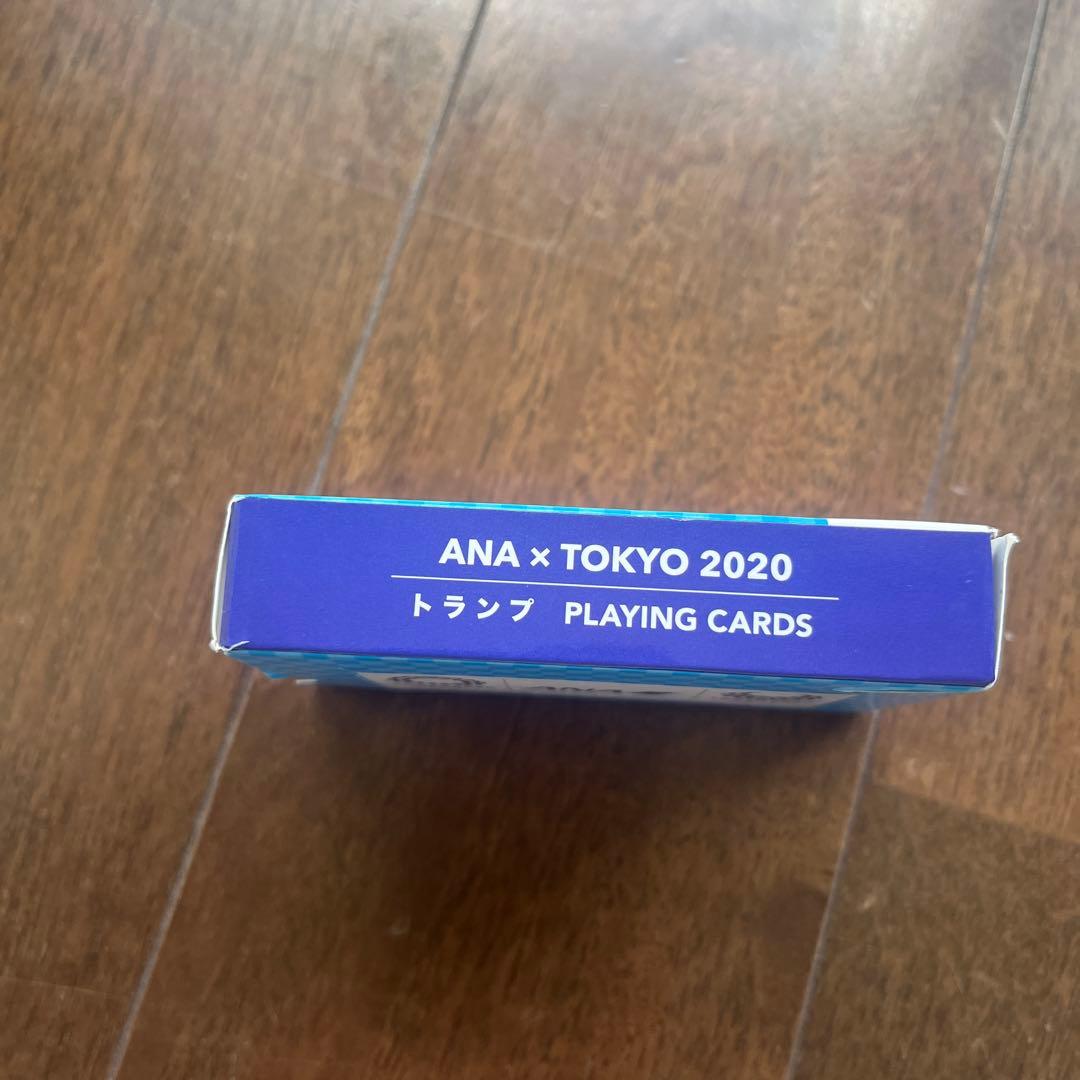 ANA × TOKYO 2020
トランプ PLAYING CARDS